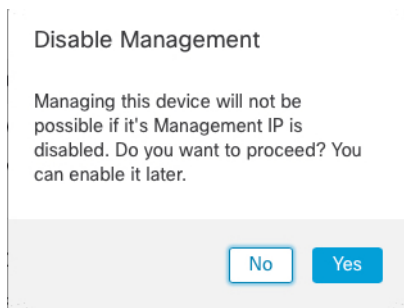 Disable Management
Managing this device will not be
possible if it's Management IP is
disabled. Do you want to proceed? You
can enable it later.
No
Yes